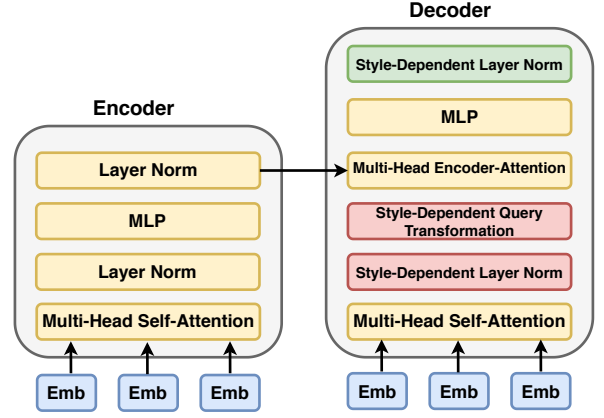 Encoder
Layer Norm
MLP
Layer Norm
Multi-Head Self-Attention
Emb
Emb
Emb
Decoder
Style-Dependent Layer Norm
MLP
Multi-Head Encoder-Attention
Style-Dependent Query
Transformation
Style-Dependent Layer Norm
Multi-Head Self-Attention
Emb
Emb
Emb